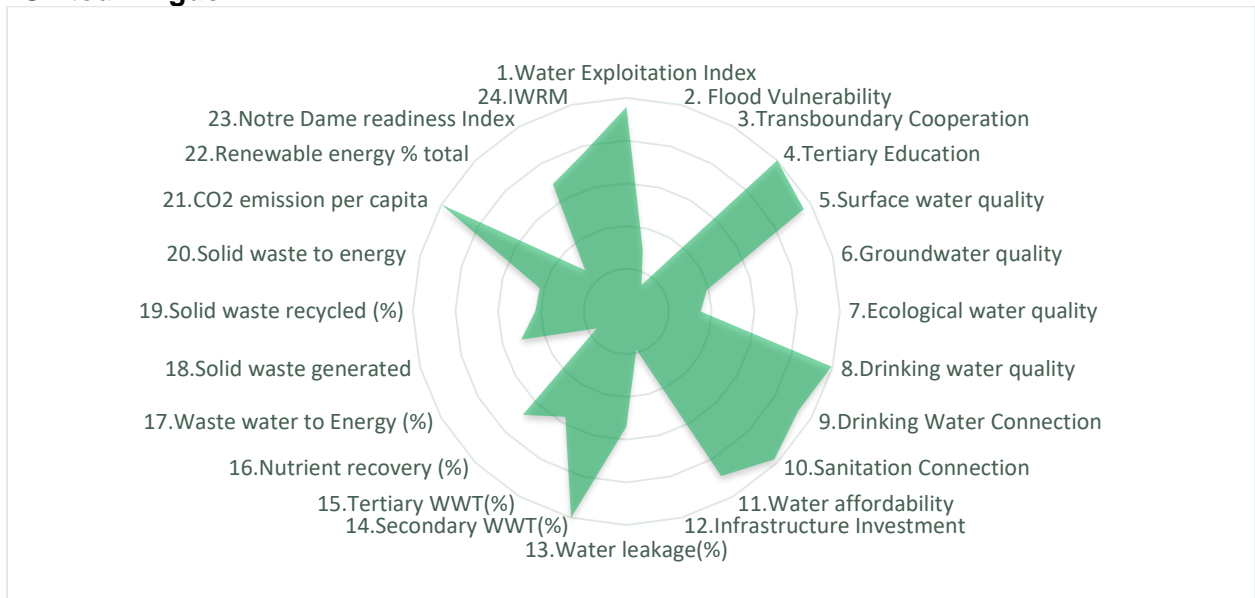 1.Water Exploitation Index
2. Flood Vulnerability
3.Transboundary Cooperation
4.Tertiary Education
5.Surface water quality
6.Groundwater quality
7.Ecological water quality
8.Drinking water quality
9.Drinking Water Connection
10.Sanitation Connection
11.Water affordability
12.Infrastructure Investment
13.Water leakage(%)
14.Secondary WWT(%)
15.Tertiary WWT(%)
16.Nutrient recovery (%)
17.Waste water to Energy (%)
18.Solid waste generated
19.Solid waste recycled (%)
20.Solid waste to energy
21.CO2 emission per capita
22.Renewable energy % total
23.Notre Dame readiness Index
24.IWRM